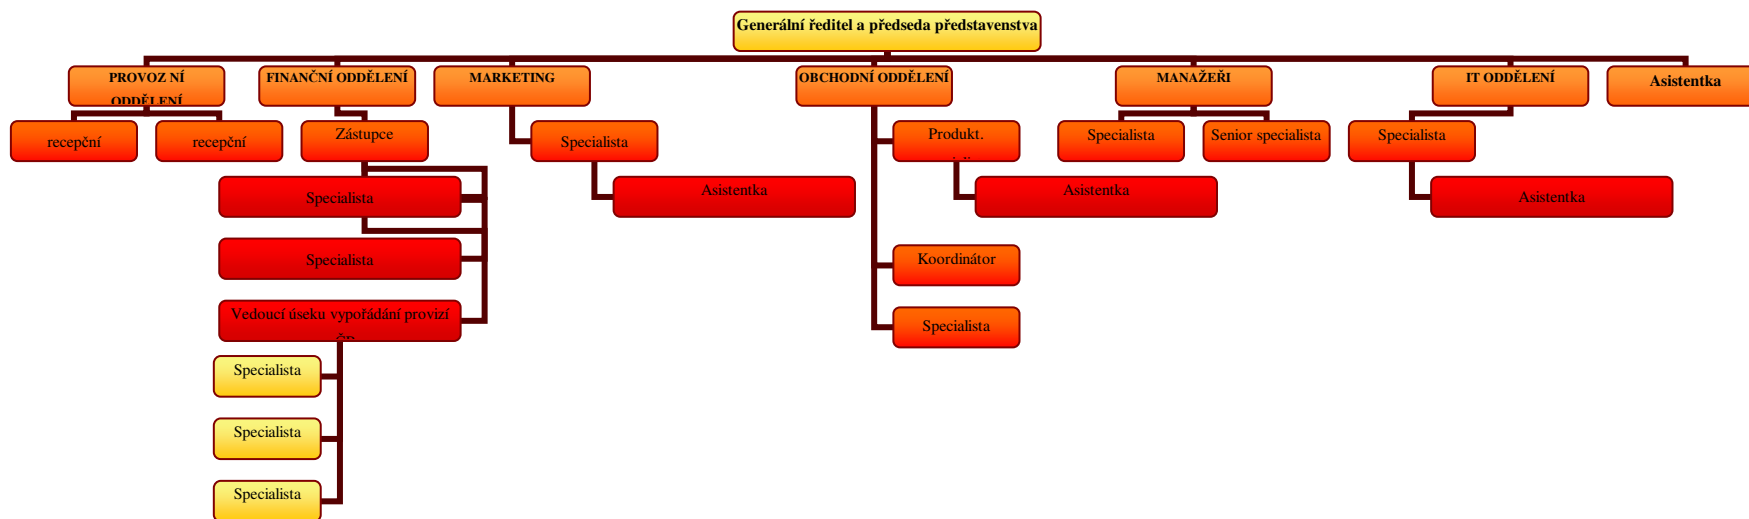 Generální ředitel a předseda představenstva
PROVOZ NÍ
ODDĚLENÍ
FINANČNÍ ODDĚLENÍ
MARKETING
OBCHODNÍ ODDĚLENÍ
MANAŽEŘI
IT ODDĚLENÍ
Asistentka
recepční
recepční
Zástupce
Specialista
Produkt.
Specialista
Senior specialista
Specialista
Specialista
Asistentka
Asistentka
Asistentka
Specialista
Koordinátor
Vedoucí úseku vypořádání provizí
Specialista
Specialista
Specialista
Specialista